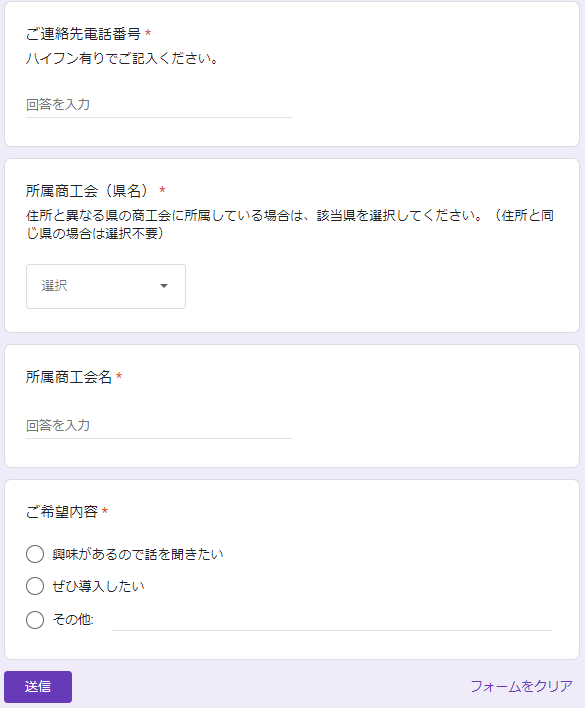 ご連絡先電話番号 *
ハイフン有りでご記入ください。
回答を入力
所属商工会（県名） *
住所と異なる県の商工会に所属している場合は、該当県を選択してください。（住所と同
じ県の場合は選択不要）
選択
所属商工会名 *
回答を入力
ご希望内容 *
興味があるので話を聞きたい
ぜひ導入したい
その他:
送信
フォームをクリア